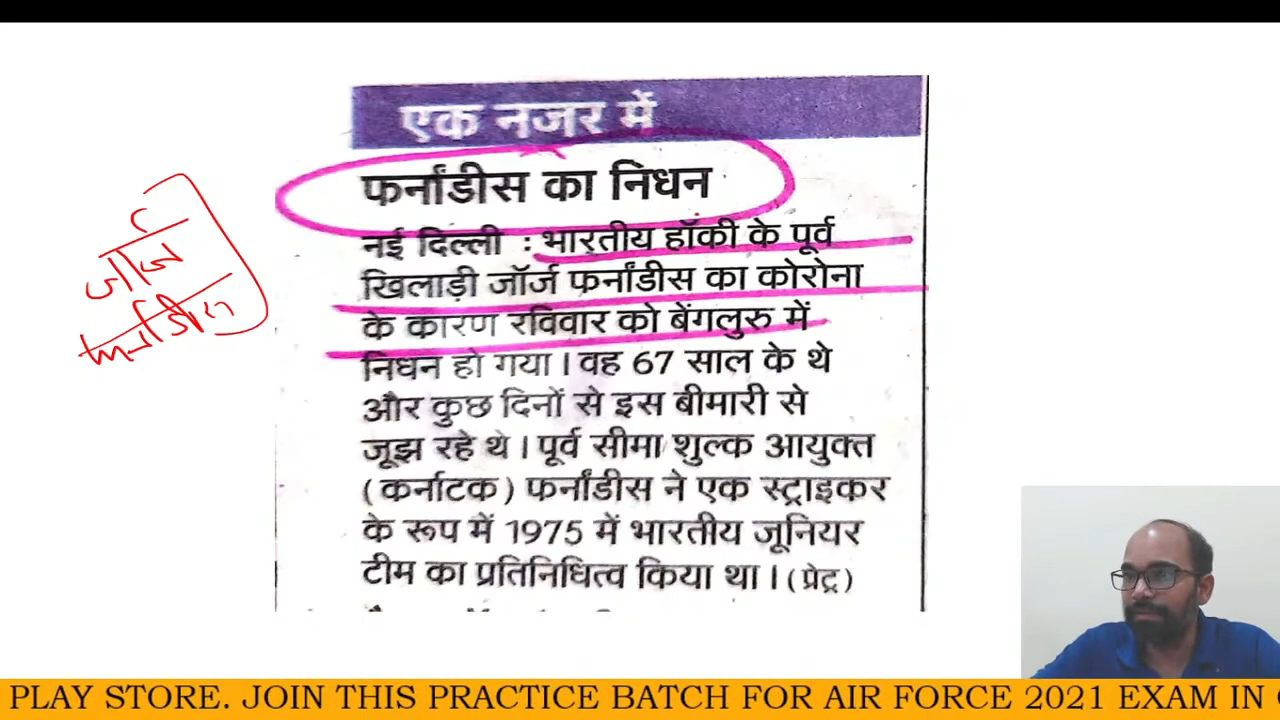 एक नजर में
फर्नांडीस का निधन
नई दिल्ली : भारतीय हॉकी के पूर्व
खिलाड़ी जॉर्ज फर्नांडीस का कोरोना
के कारण रविवार को बेंगलुरु में
निधन हो गया। वह 67 साल के थे
और कुछ दिनों से इस बीमारी से
जूझ रहे थे। पूर्व सीमा शुल्क आयुक्त
(कर्नाटक) फर्नांडीस ने एक स्ट्राइकर
के रूप में 1975 में भारतीय जूनियर
टीम का प्रतिनिधित्व किया था। (प्रेट्र)
जॉर्ज
फर्नांडीस
PLAY STORE. JOIN THIS PRACTICE BATCH FOR AIR FORCE 2021 EXAM IN